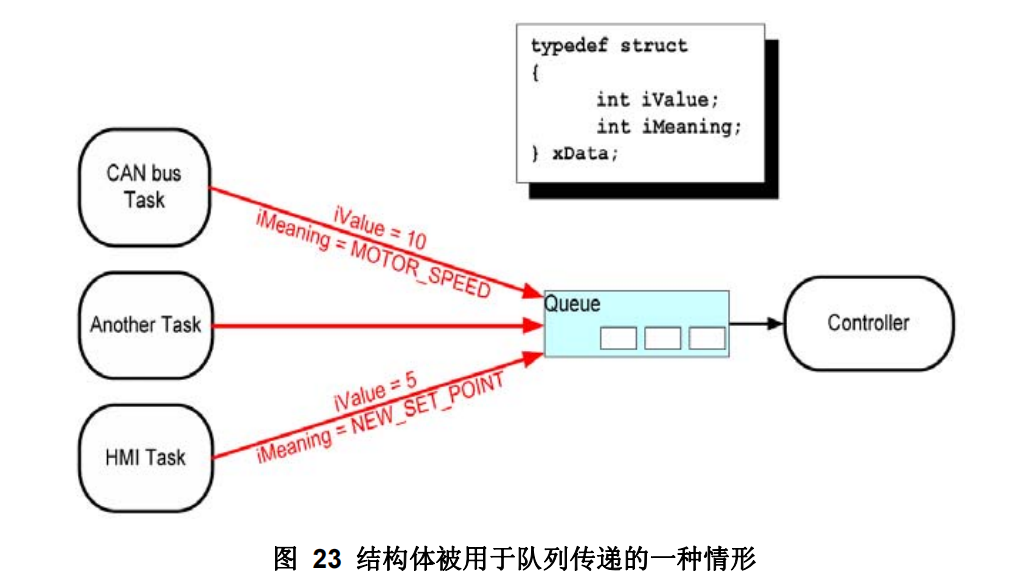 typedef struct
{
int iValue;
int iMeaning;
} xData;
CAN bus
Task
iValue = 10
iMeaning = MOTOR_SPEED
Another Task
Queue
Controller
iValue = 5
iMeaning = NEW_SET_POINT
HMI Task
图 23 结构体被用于队列传递的一种情形